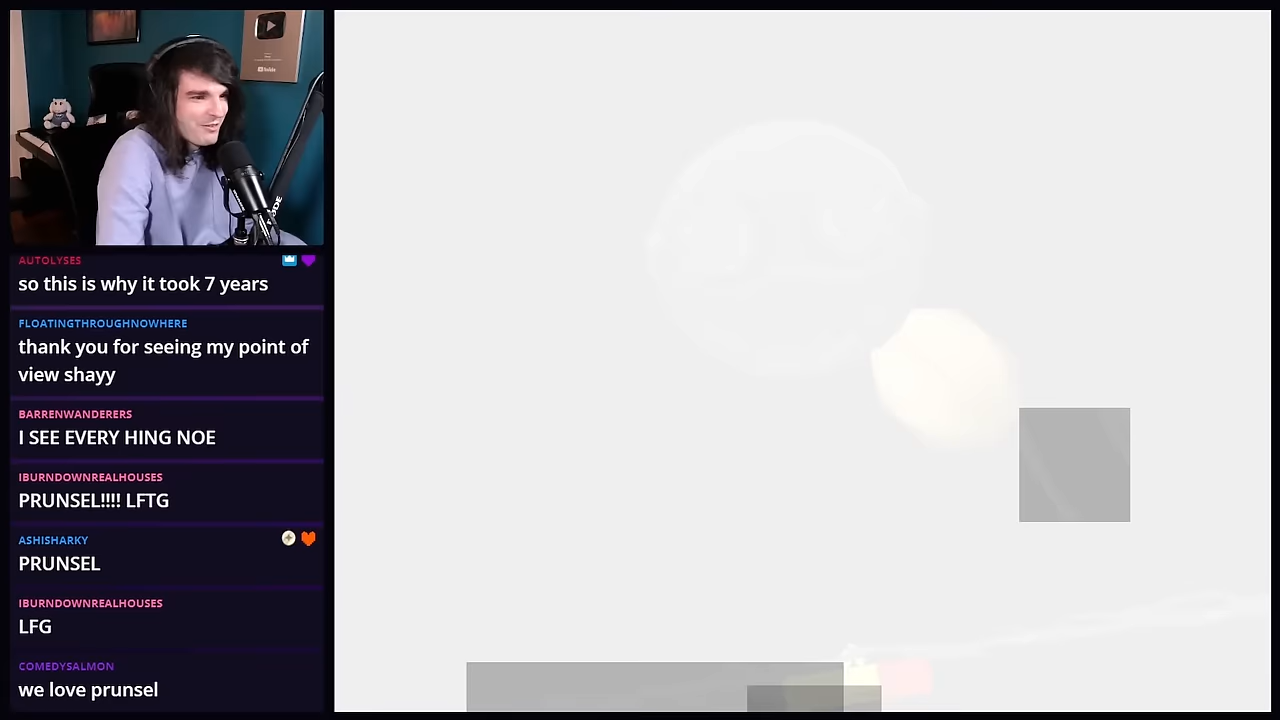 AUTOLYSES
so this is why it took 7 years
FLOATINGTHROUGHNOWHERE
thank you for seeing my point of
view shayy
BARRENWANDERERS
I SEE EVERY HING NOE
IBURNDOWNREALHOUSES
PRUNSEL!!!! LFTG
ASHISHARKY
PRUNSEL
IBURNDOWNREALHOUSES
LFG
COMEDYSALMON
we love prunsel